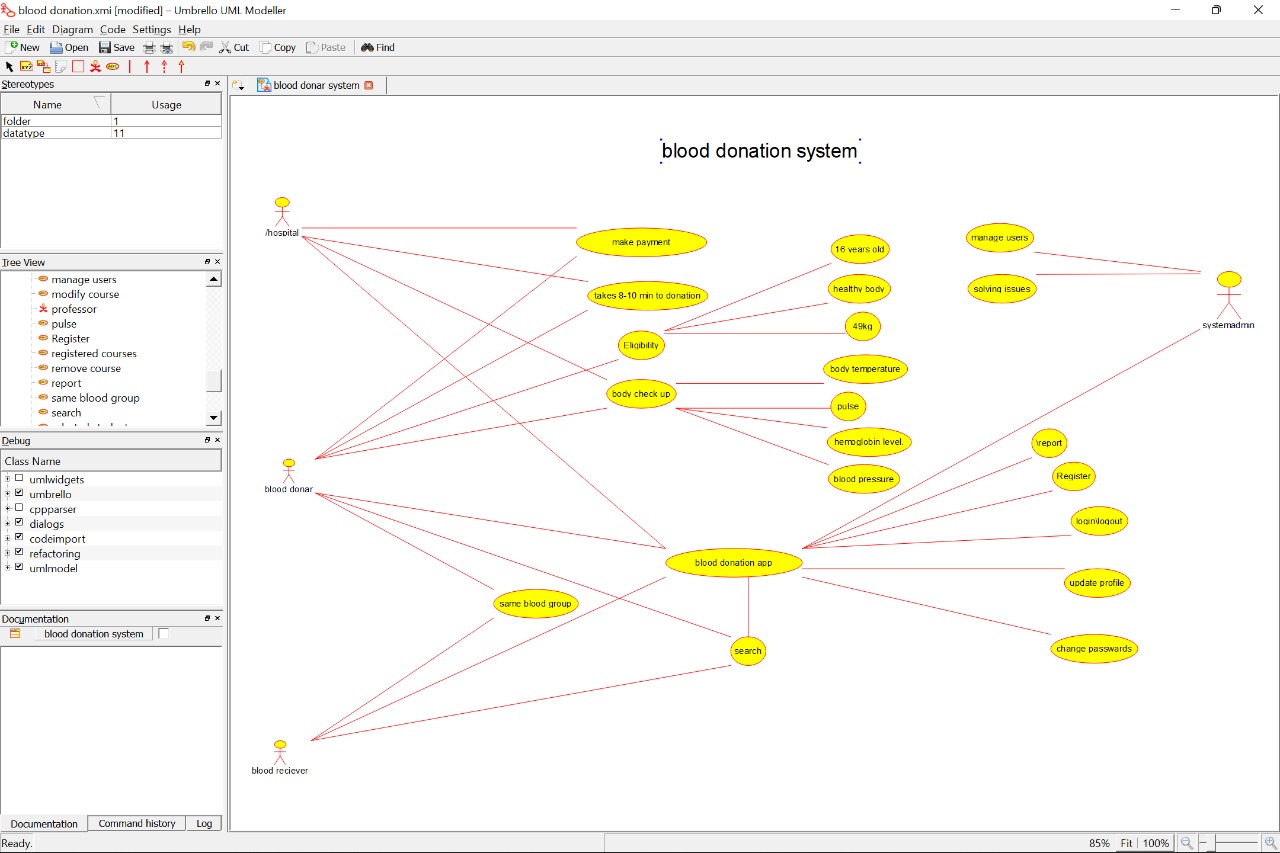 blood donation.xmi [modified] – Umbrello UML Modeller
File Edit Diagram Code Settings Help
New Open Save Cut Copy Paste Find
Stereotypes
Name Usage
folder 1
datatype 11
Tree View
manage users
modify course
professor
pulse
Register
registered courses
remove course
report
same blood group
search
Debug
Class Name
umlwidgets
umbrello
cppparser
dialogs
codeimport
refactoring
umlmodel
Documentation
blood donation system
Documentation Command history Log
Ready.
blood donar system
blood donation system
/hospital
make payment
takes 8-10 min to donation
Eligibility
body check up
16 years old
healthy body
49kg
body temperature
pulse
hemoglobin level.
blood pressure
manage users
solving issues
systemadmin
blood donar
\report
Register
login\logout
blood donation app
update profile
same blood group
search
change passwards
blood reciever
85% Fit 100%